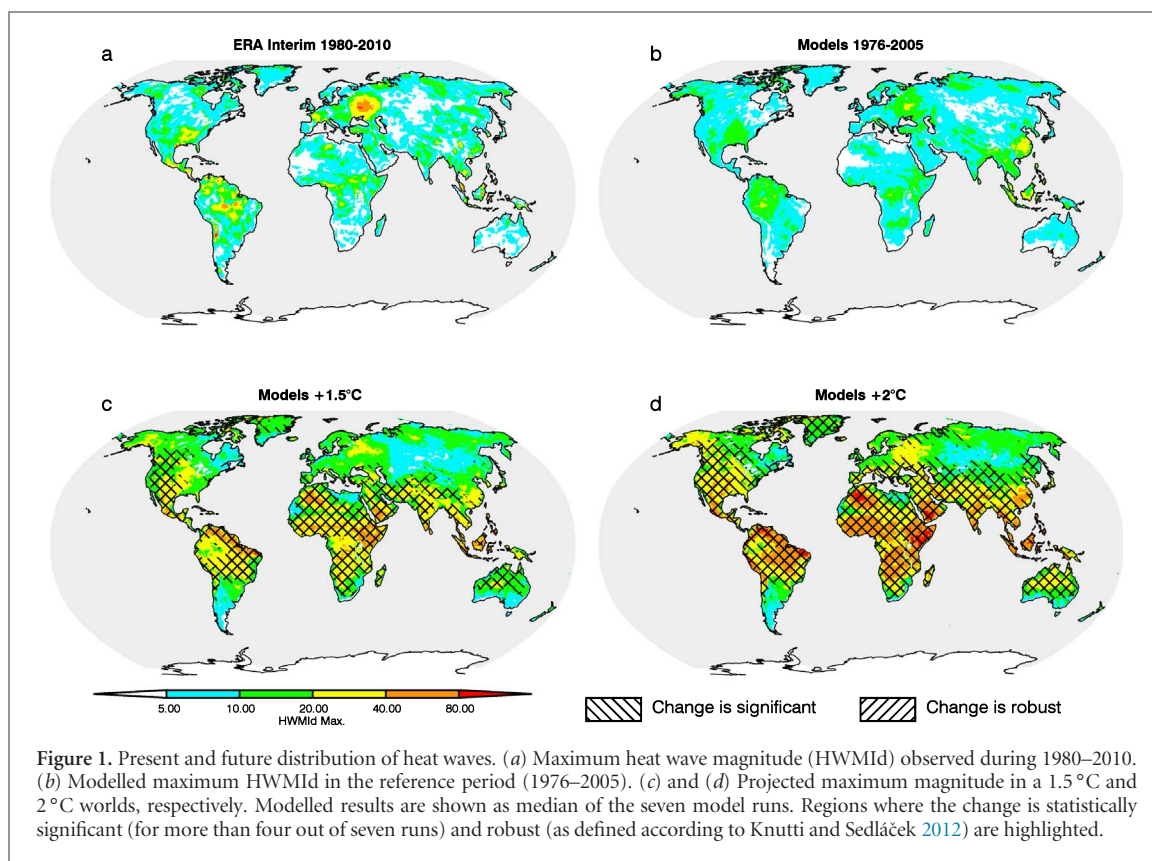 a
ERA Interim 1980-2010
b
Models 1976-2005
c
Models +1.5°C
d
Models +2°C
5.00 10.00 20.00 40.00 80.00
HWMId Max.
Change is significant
Change is robust
Figure 1. Present and future distribution of heat waves. (a) Maximum heat wave magnitude (HWMId) observed during 1980–2010.
(b) Modelled maximum HWMId in the reference period (1976–2005). (c) and (d) Projected maximum magnitude in a 1.5 °C and
2 °C worlds, respectively. Modelled results are shown as median of the seven model runs. Regions where the change is statistically
significant (for more than four out of seven runs) and robust (as defined according to Knutti and Sedláček 2012) are highlighted.